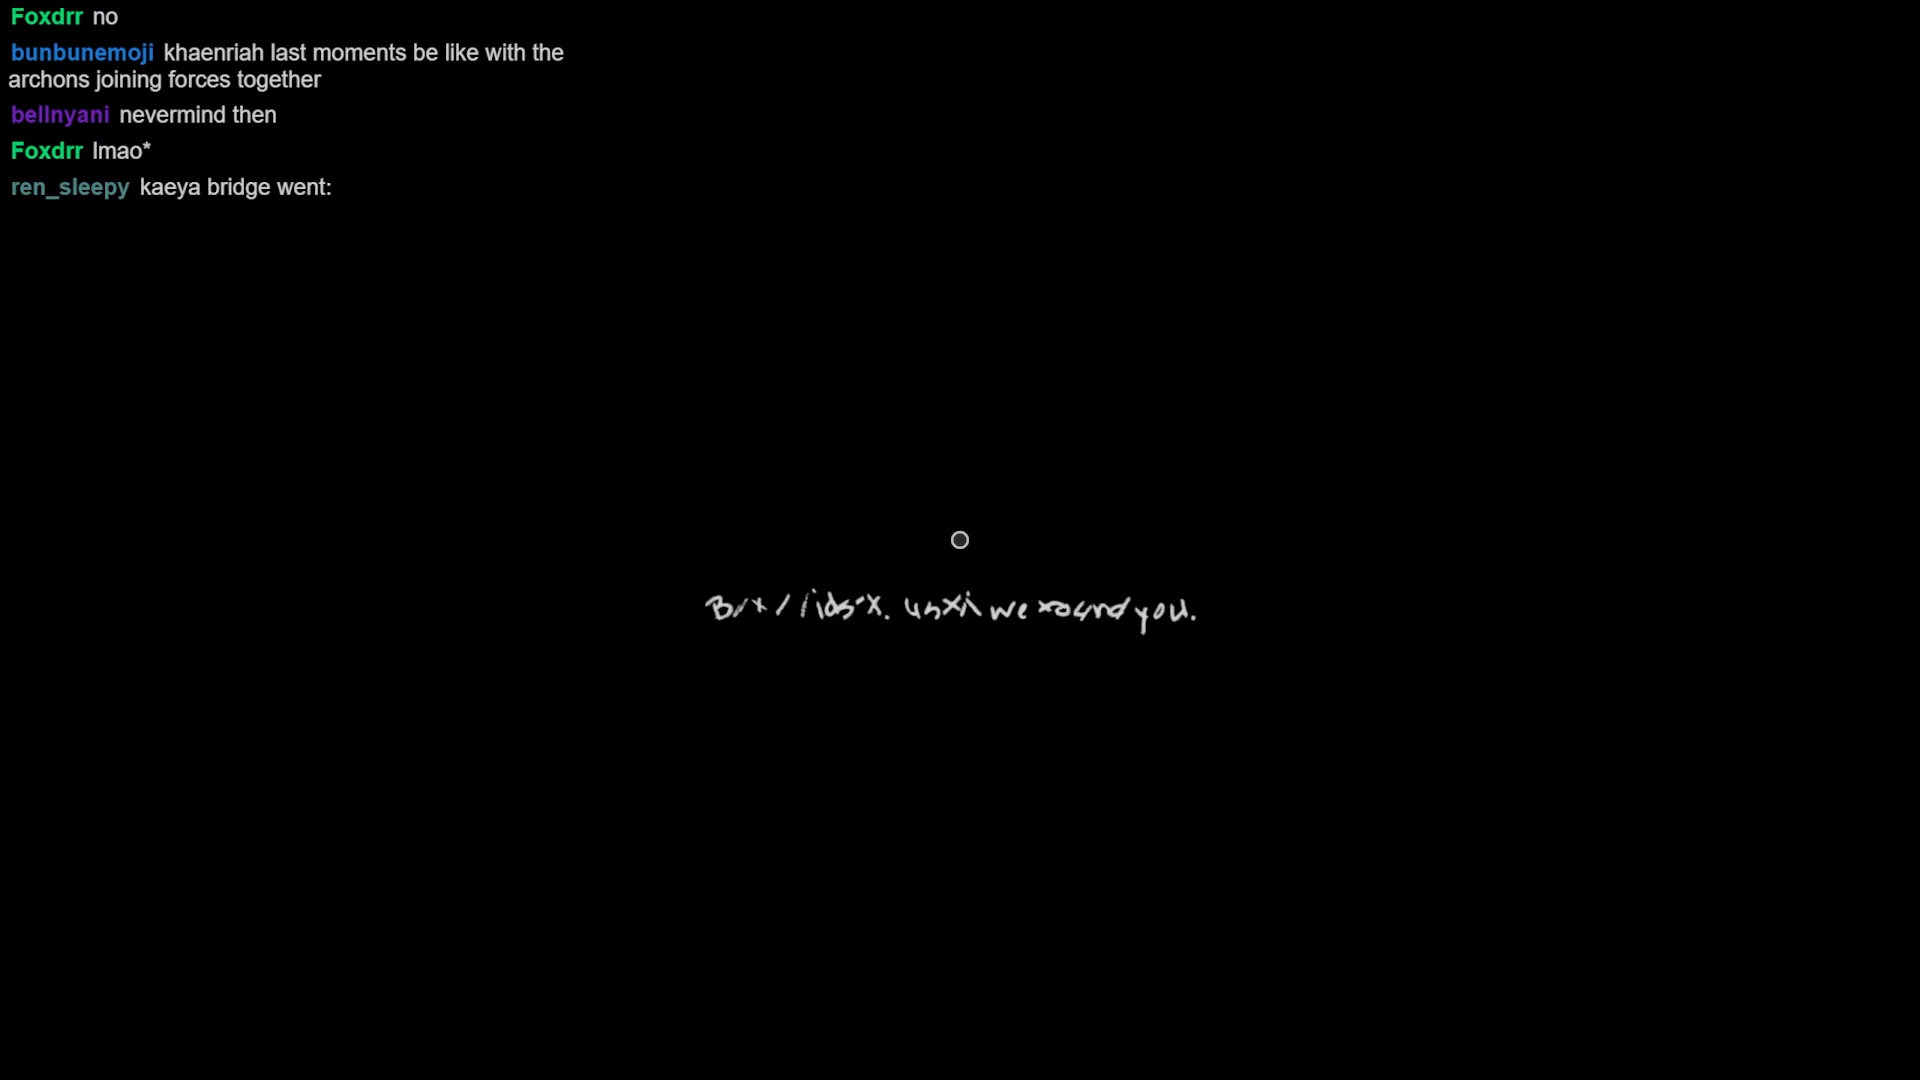 Foxdrr no
bunbunemoji khaenriah last moments be like with the
archons joining forces together
bellnyani nevermind then
Foxdrr lmao*
ren_sleepy kaeya bridge went:
we you.